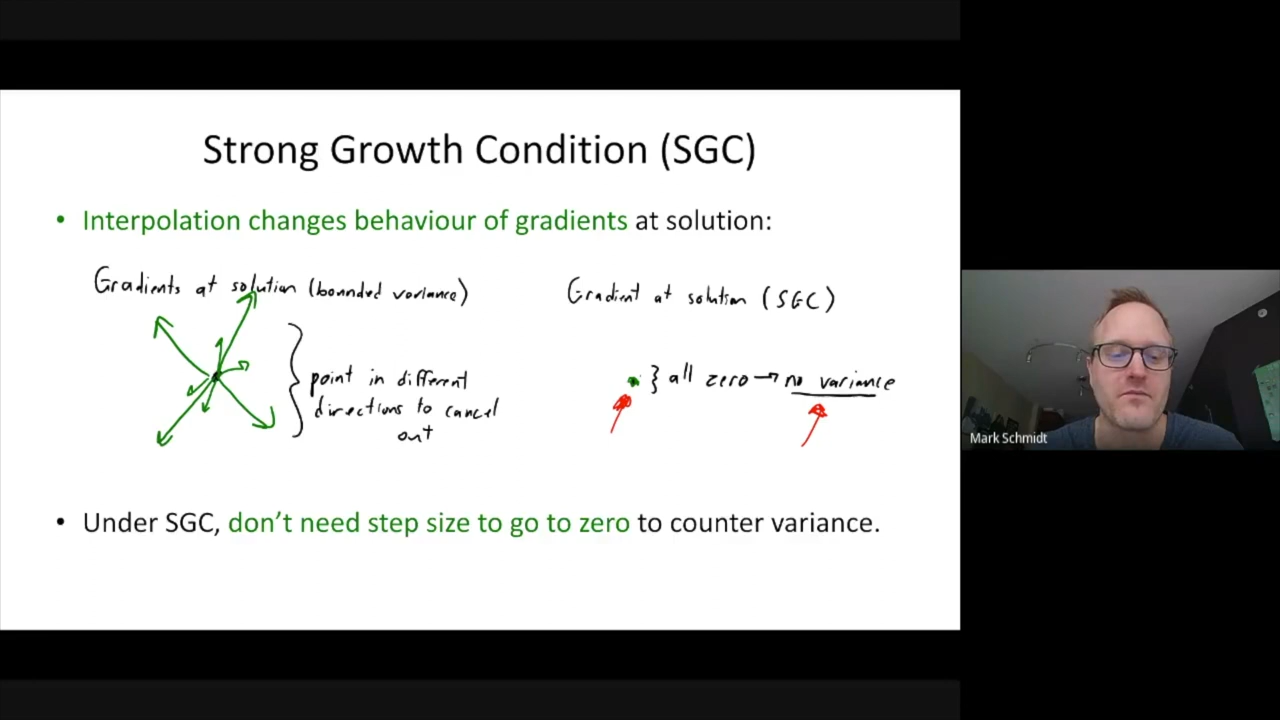 Strong Growth Condition (SGC)
• Interpolation changes behaviour of gradients at solution:
Gradients at solution (bounded variance)
point in different
directions to cancel
out
Gradient at solution (SGC)
all zero → no variance
• Under SGC, don't need step size to go to zero to counter variance.
Mark Schmidt